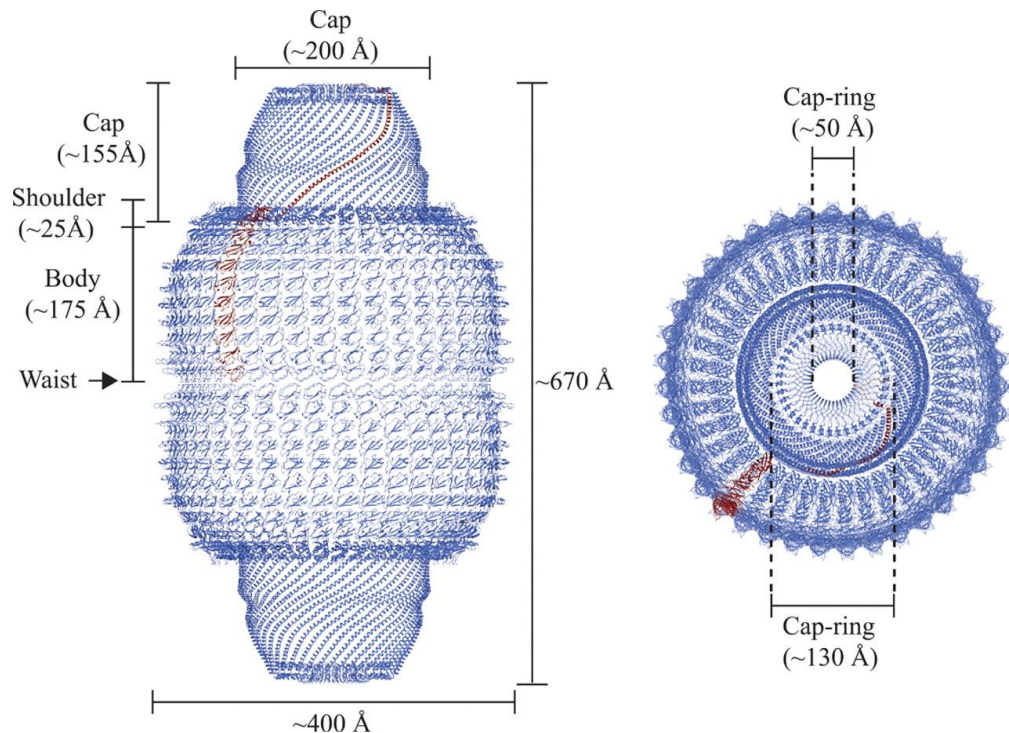 Cap
(~200 Å)
Cap
(~155Å)
Shoulder
(~25Å)
Body
(~175 Å)
Waist
~670 Å
~400 Å
Cap-ring
(~50 Å)
Cap-ring
(~130 Å)